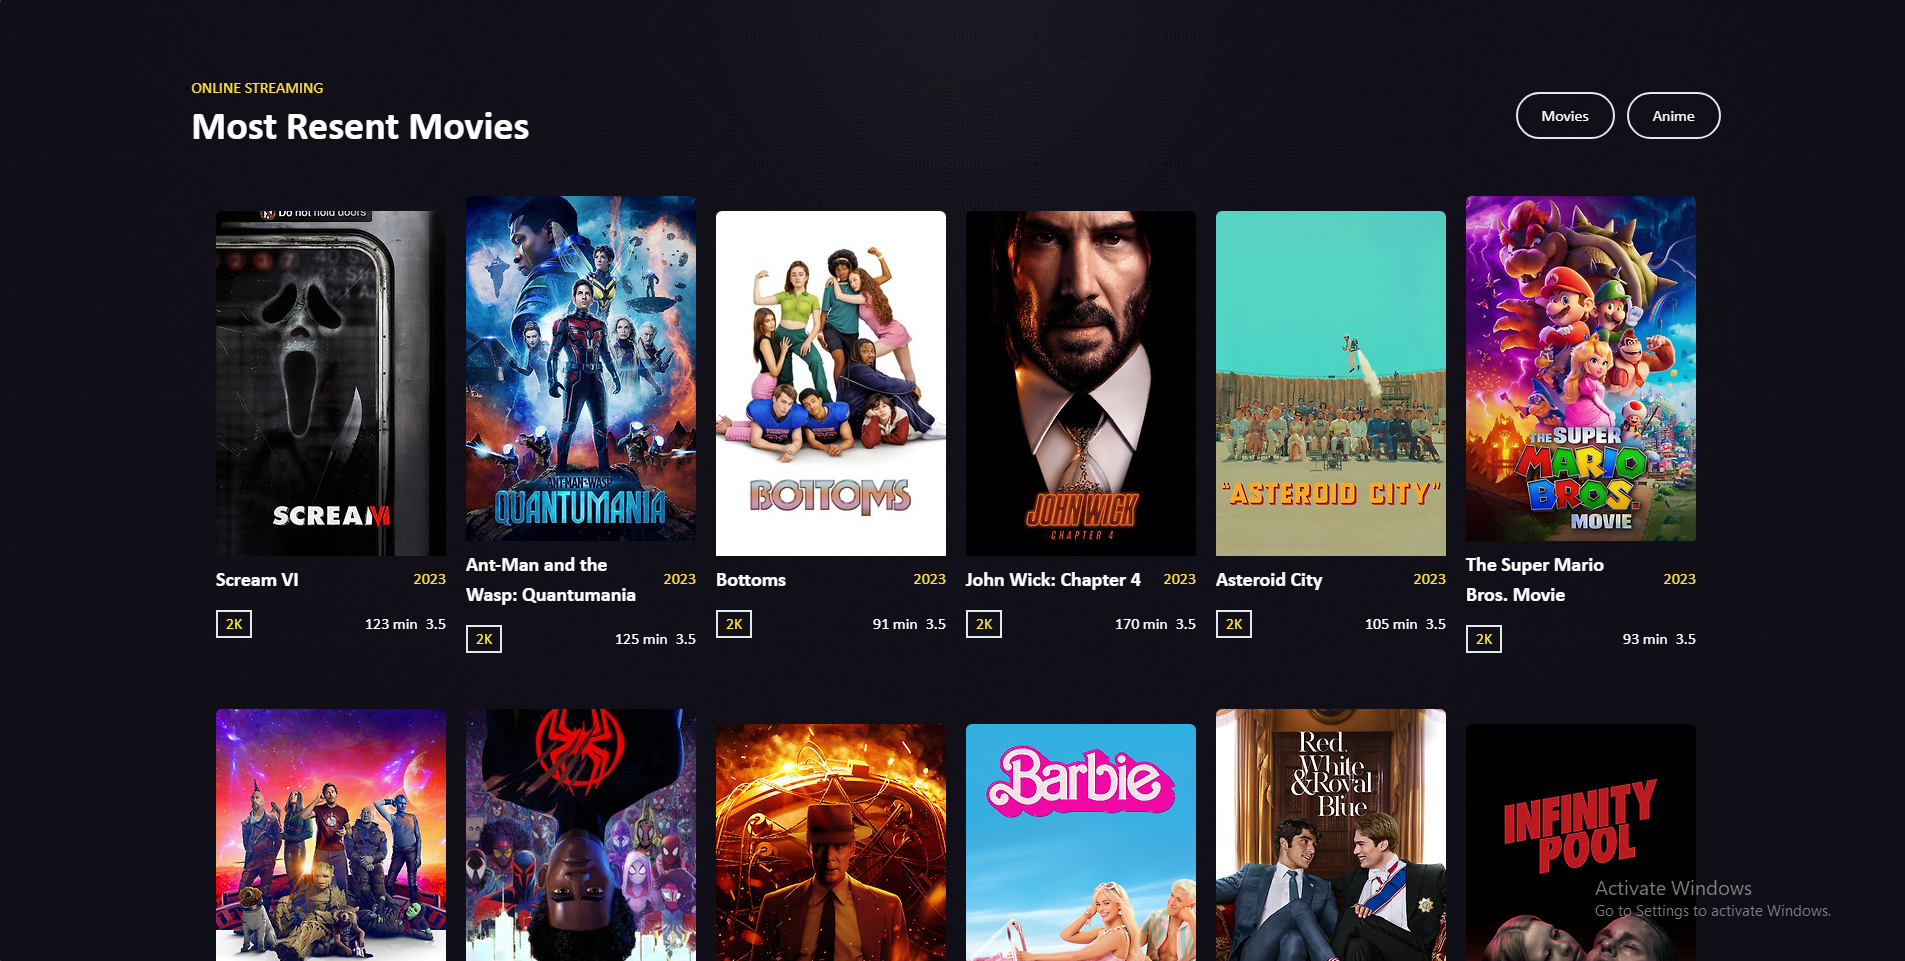 ONLINE STREAMING
Most Resent Movies
Movies
Anime
Do not hold doors
SCREAM VI
ANT-MAN AND THE WASP
QUANTUMANIA
BOTTOMS
JOHN WICK
CHAPTER 4
"ASTEROID CITY"
THE SUPER
MARIO
BROS.
MOVIE
Scream VI
2023
2K
123 min 3.5
Ant-Man and the
Wasp: Quantumania
2023
2K
125 min 3.5
Bottoms
2023
2K
91 min 3.5
John Wick: Chapter 4
2023
2K
170 min 3.5
Asteroid City
2023
2K
105 min 3.5
The Super Mario
Bros. Movie
2023
2K
93 min 3.5
Barbie
Red,
White
&Royal
Blue
INFINITY
POOL
Activate Windows
Go to Settings to activate Windows.